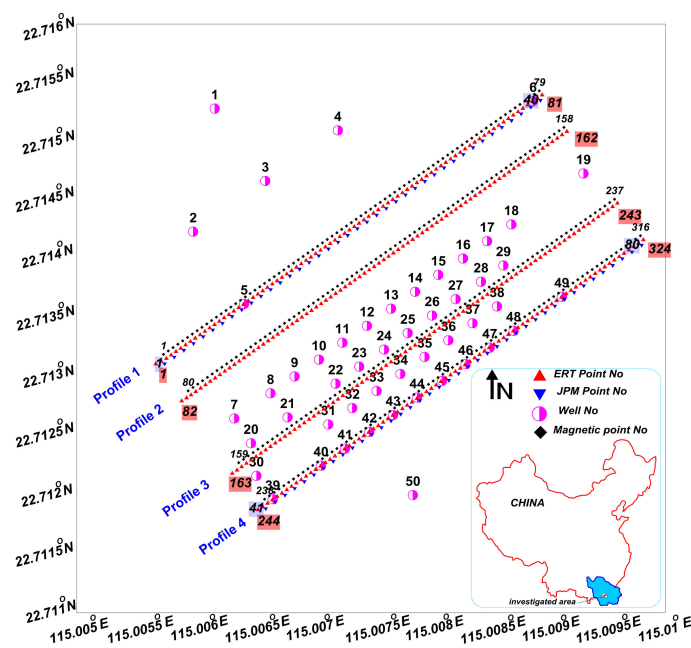 22.716°N
22.7155°N
22.715°N
22.7145°N
22.714°N
22.7135°N
22.713°N
22.7125°N
22.712°N
22.7115°N
22.711°N
115.005°E
115.0055°E
115.006°E
115.0065°E
115.007°E
115.0075°E
115.008°E
115.0085°E
115.009°E
115.0095°E
115.01°E
1
4
3
2
6
79
40
81
158
162
19
237
243
316
80
324
18
17
16
29
15
28
14
27
38
49
13
26
37
48
12
25
36
47
11
24
35
46
10
23
34
45
9
22
33
44
8
21
32
43
7
31
42
20
41
30
40
39
50
5
1
1
1
Profile 1
80
82
Profile 2
159
163
Profile 3
238
41
244
Profile 4
N
ERT Point No
JPM Point No
Well No
Magnetic point No
CHINA
investigated area